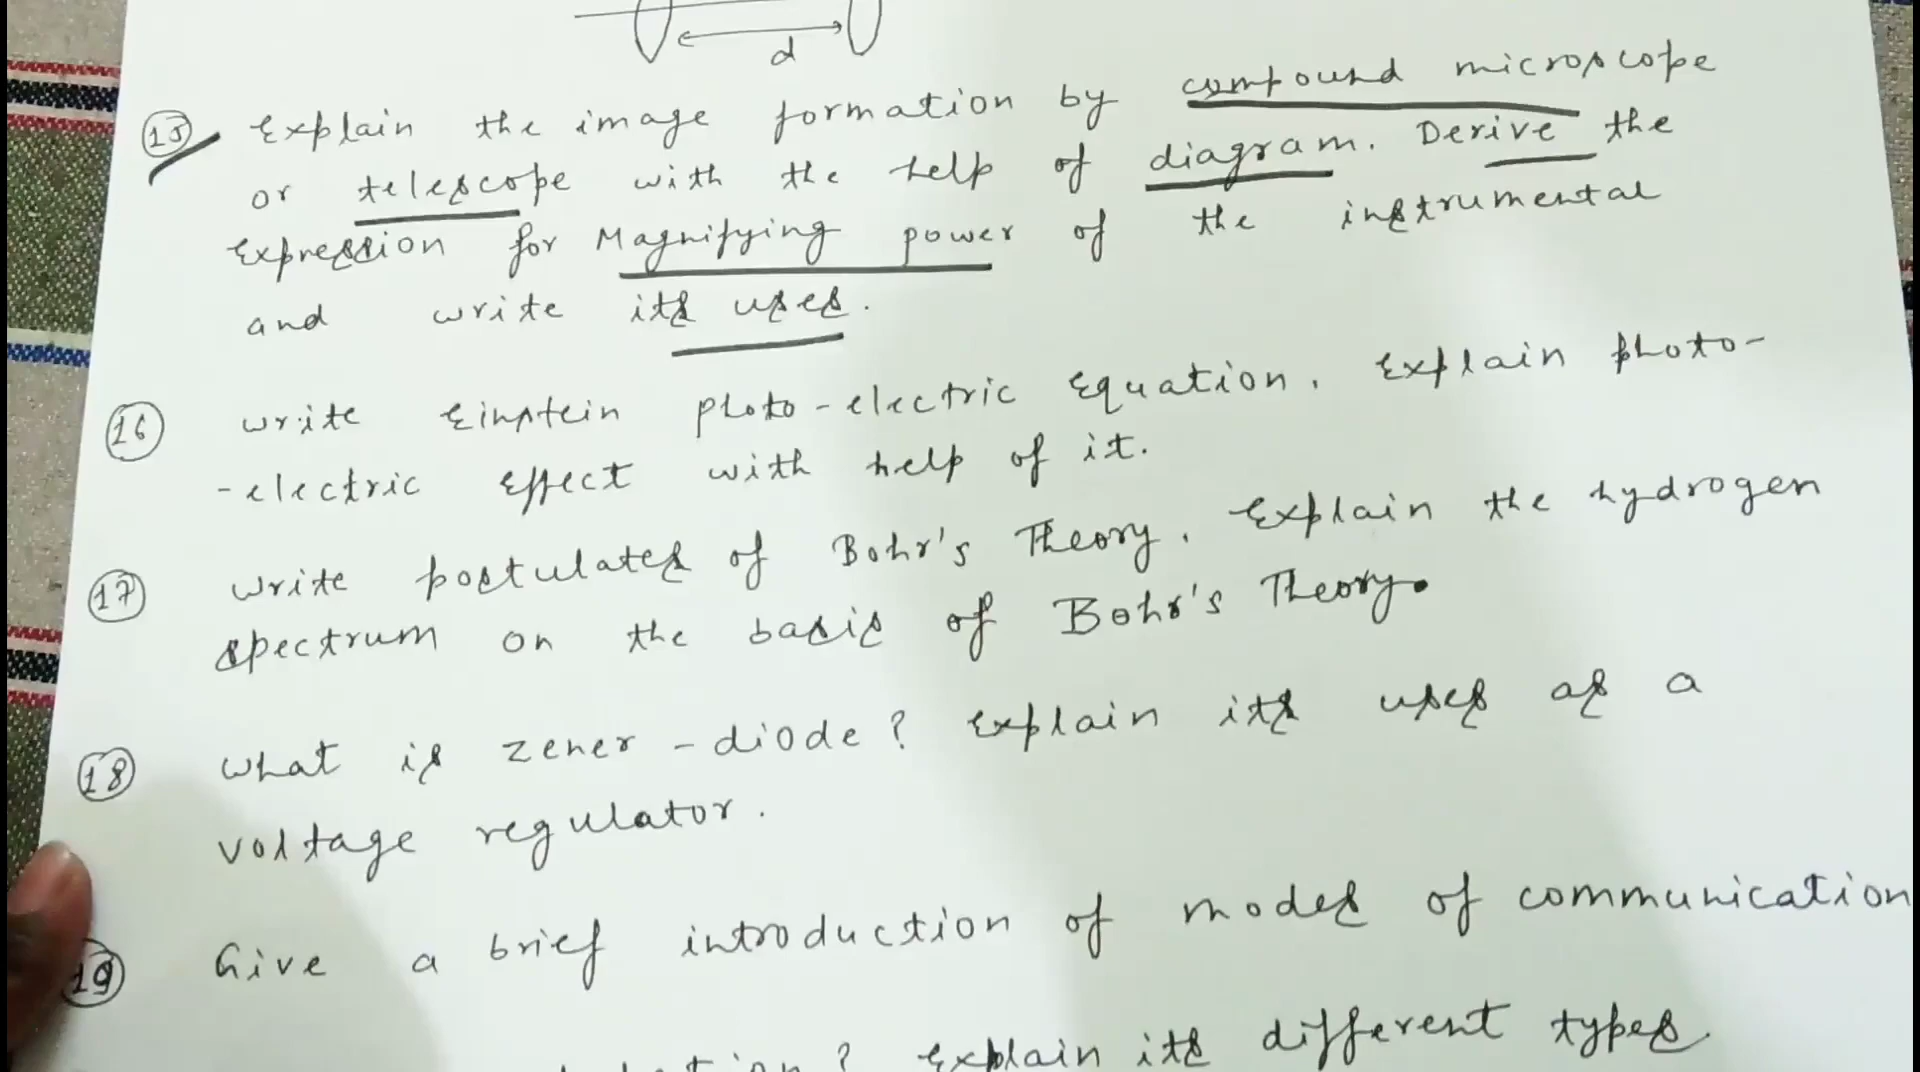 d
(15) Explain the image formation by compound microscope
or telescope with the help of diagram. Derive the
Expression for Magnifying power of the instrumental
and write its uses.
(16) write Einstein photo-electric Equation. Explain photo-
-electric Effect with help of it.
(17) write postulates of Bohr's Theory. Explain the hydrogen
spectrum on the basis of Bohr's Theory.
(18) what is zener-diode? Explain its uses as a
voltage regulator.
(19) Give a brief introduction of modes of communication
? Explain its different types.